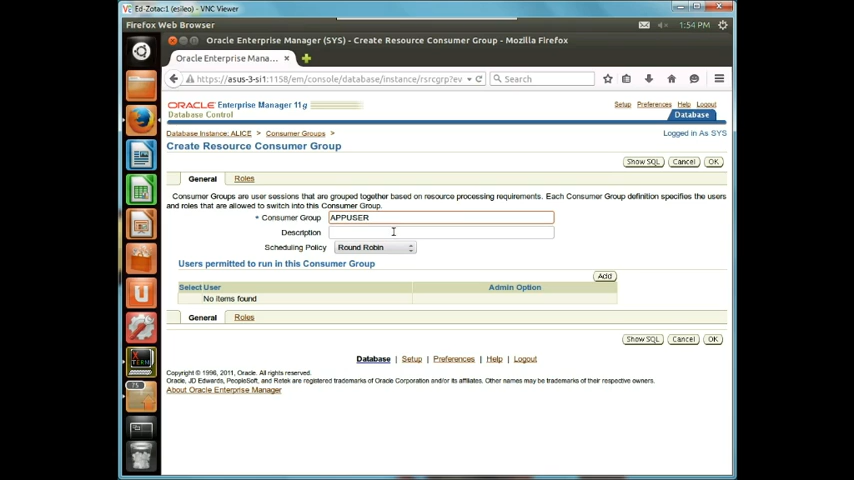 Ed-Zotac:1 (esileo) - VNC Viewer
Firefox Web Browser
1:54 PM
Oracle Enterprise Manager (SYS) - Create Resource Consumer Group - Mozilla Firefox
Oracle Enterprise Mana...
https://asus-3-si1:1158/em/console/database/instance/rsrcgrp?ev
Search
ORACLE Enterprise Manager 11g
Database Control
Setup Preferences Help Logout
Database
Database Instance: ALICE > Consumer Groups >
Logged in As SYS
Create Resource Consumer Group
Show SQL Cancel OK
General Roles
Consumer Groups are user sessions that are grouped together based on resource processing requirements. Each Consumer Group definition specifies the users
and roles that are allowed to switch into this Consumer Group.
* Consumer Group APPUSER
Description
Scheduling Policy Round Robin
Users permitted to run in this Consumer Group
Add
Select User Admin Option
No items found
General Roles
Show SQL Cancel OK
Database | Setup | Preferences | Help | Logout
Copyright © 1996, 2011, Oracle. All rights reserved.
Oracle, JD Edwards, PeopleSoft, and Retek are registered trademarks of Oracle Corporation and/or its affiliates. Other names may be trademarks of their respective owners.
About Oracle Enterprise Manager